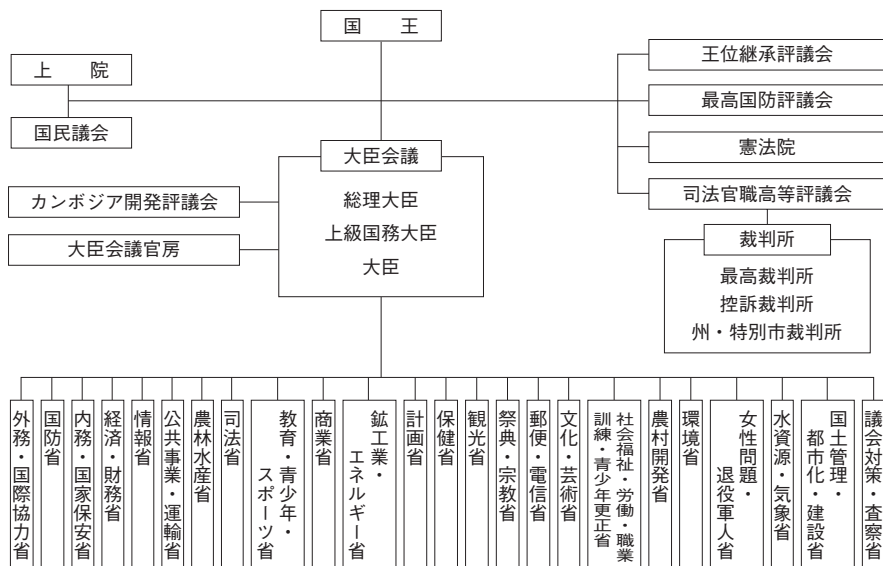 国　王
上　院
国民議会
王位継承評議会
最高国防評議会
憲法院
司法官職高等評議会
大臣会議
総理大臣
上級国務大臣
大臣
カンボジア開発評議会
大臣会議官房
裁判所
最高裁判所
控訴裁判所
州・特別市裁判所
外務・国際協力省
国防省
内務・国家保安省
経済・財務省
情報省
公共事業・運輸省
農林水産省
司法省
教育・青少年・
スポーツ省
商業省
鉱工業・
エネルギー省
計画省
保健省
観光省
祭典・宗教省
郵便・電信省
文化・芸術省
社会福祉・労働・職業
訓練・青少年更正省
農村開発省
環境省
女性問題・
退役軍人省
水資源・気象省
国土管理・
都市化・建設省
議会対策・査察省